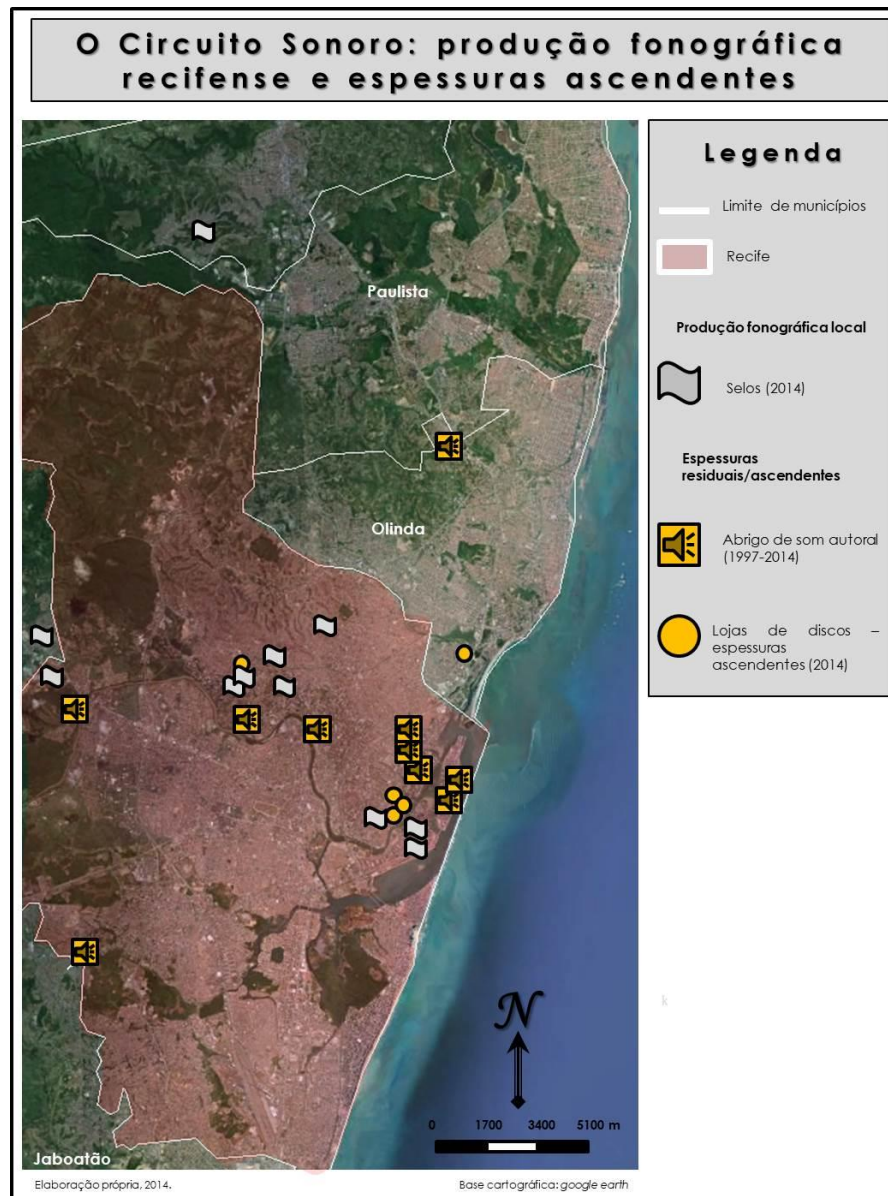 O Circuito Sonoro: produção fonográfica
recifense e espessuras ascendentes
Legenda
Limite de municípios
Recife
Produção fonográfica local
Selos (2014)
Espessuras
residuais/ascendentes
Abrigo de som autoral
(1997-2014)
Lojas de discos –
espessuras
ascendentes (2014)
Paulista
Olinda
Jaboatão
k
N
0 1700 3400 5100 m
Elaboração própria, 2014.
Base cartográfica: google earth